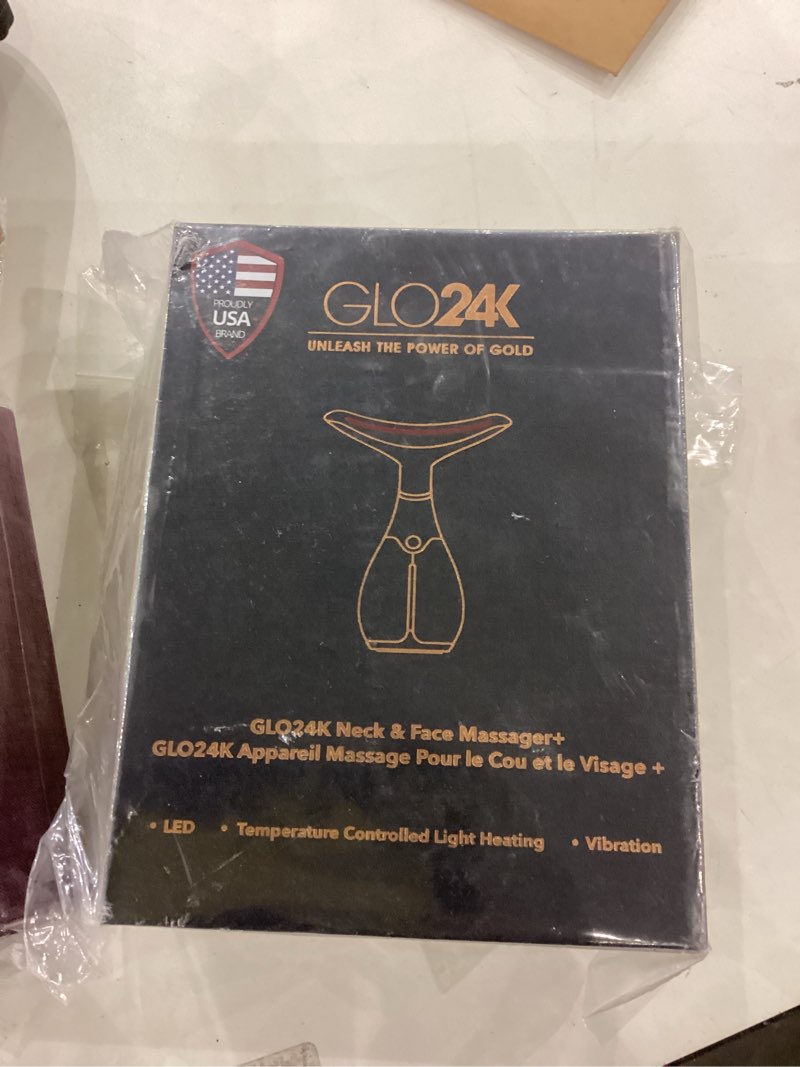 PROUDLY
USA
BRAND
GLO24K
UNLEASH THE POWER OF GOLD
GLO24K Neck & Face Massager+
GLO24K Appareil Massage Pour le Cou et le Visage +
• LED • Temperature Controlled Light Heating • Vibration